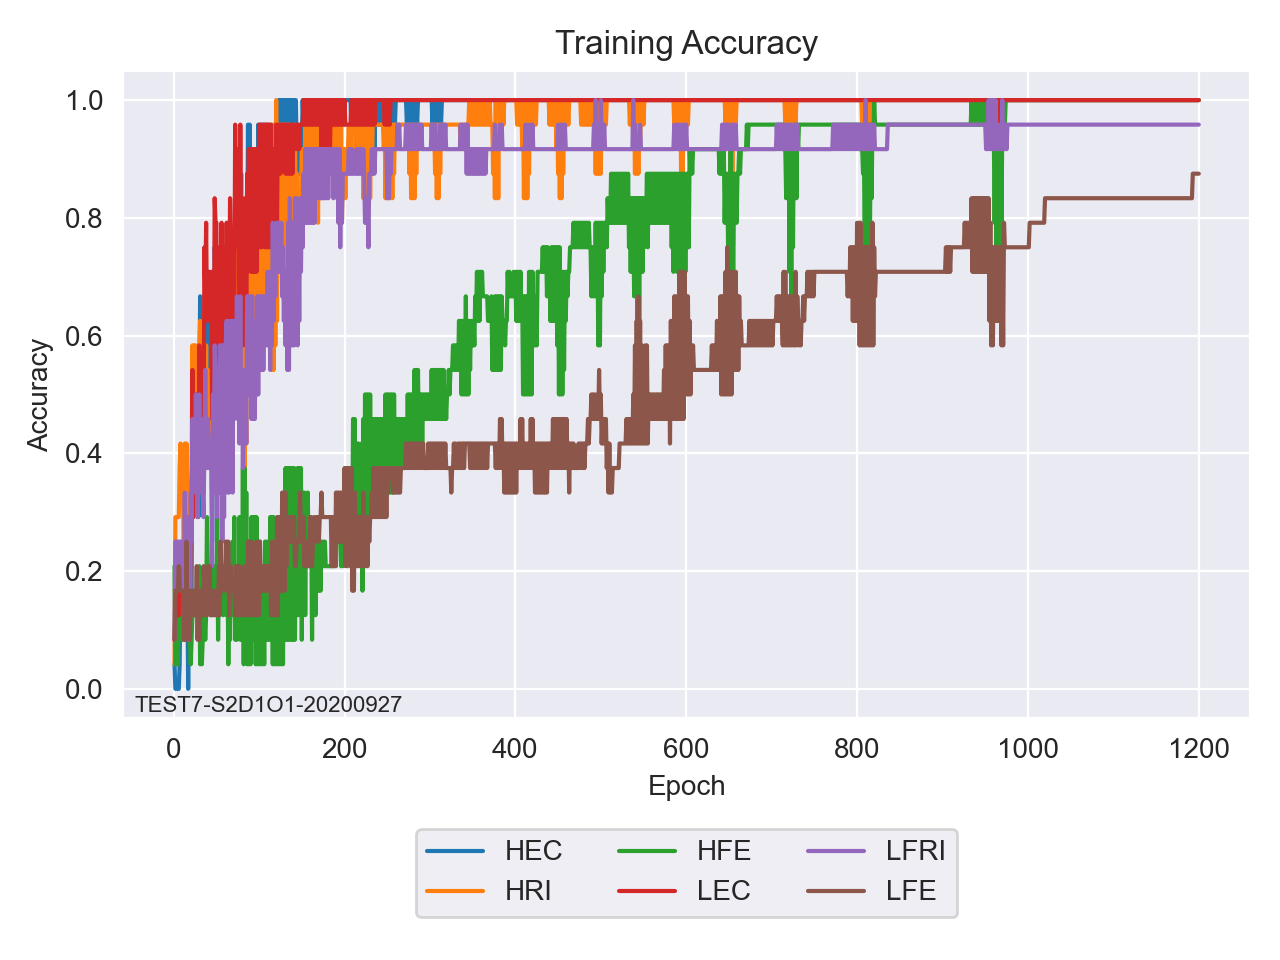 Training Accuracy
Accuracy
1.0
0.8
0.6
0.4
0.2
0.0
TEST7-S2D1O1-20200927
0 200 400 600 800 1000 1200
Epoch
HEC HFE LFRI
HRI LEC LFE